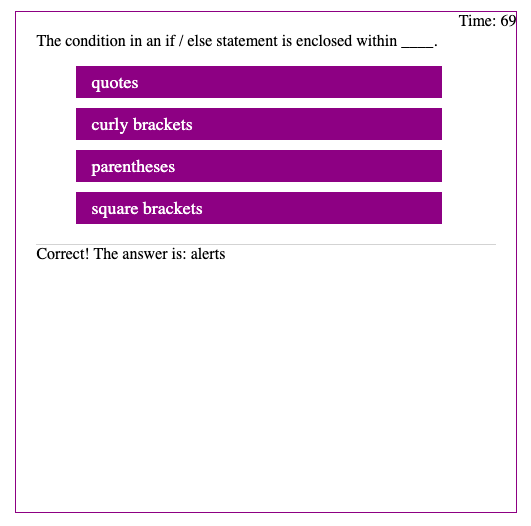 Time: 69
The condition in an if / else statement is enclosed within ____.
quotes
curly brackets
parentheses
square brackets
Correct! The answer is: alerts